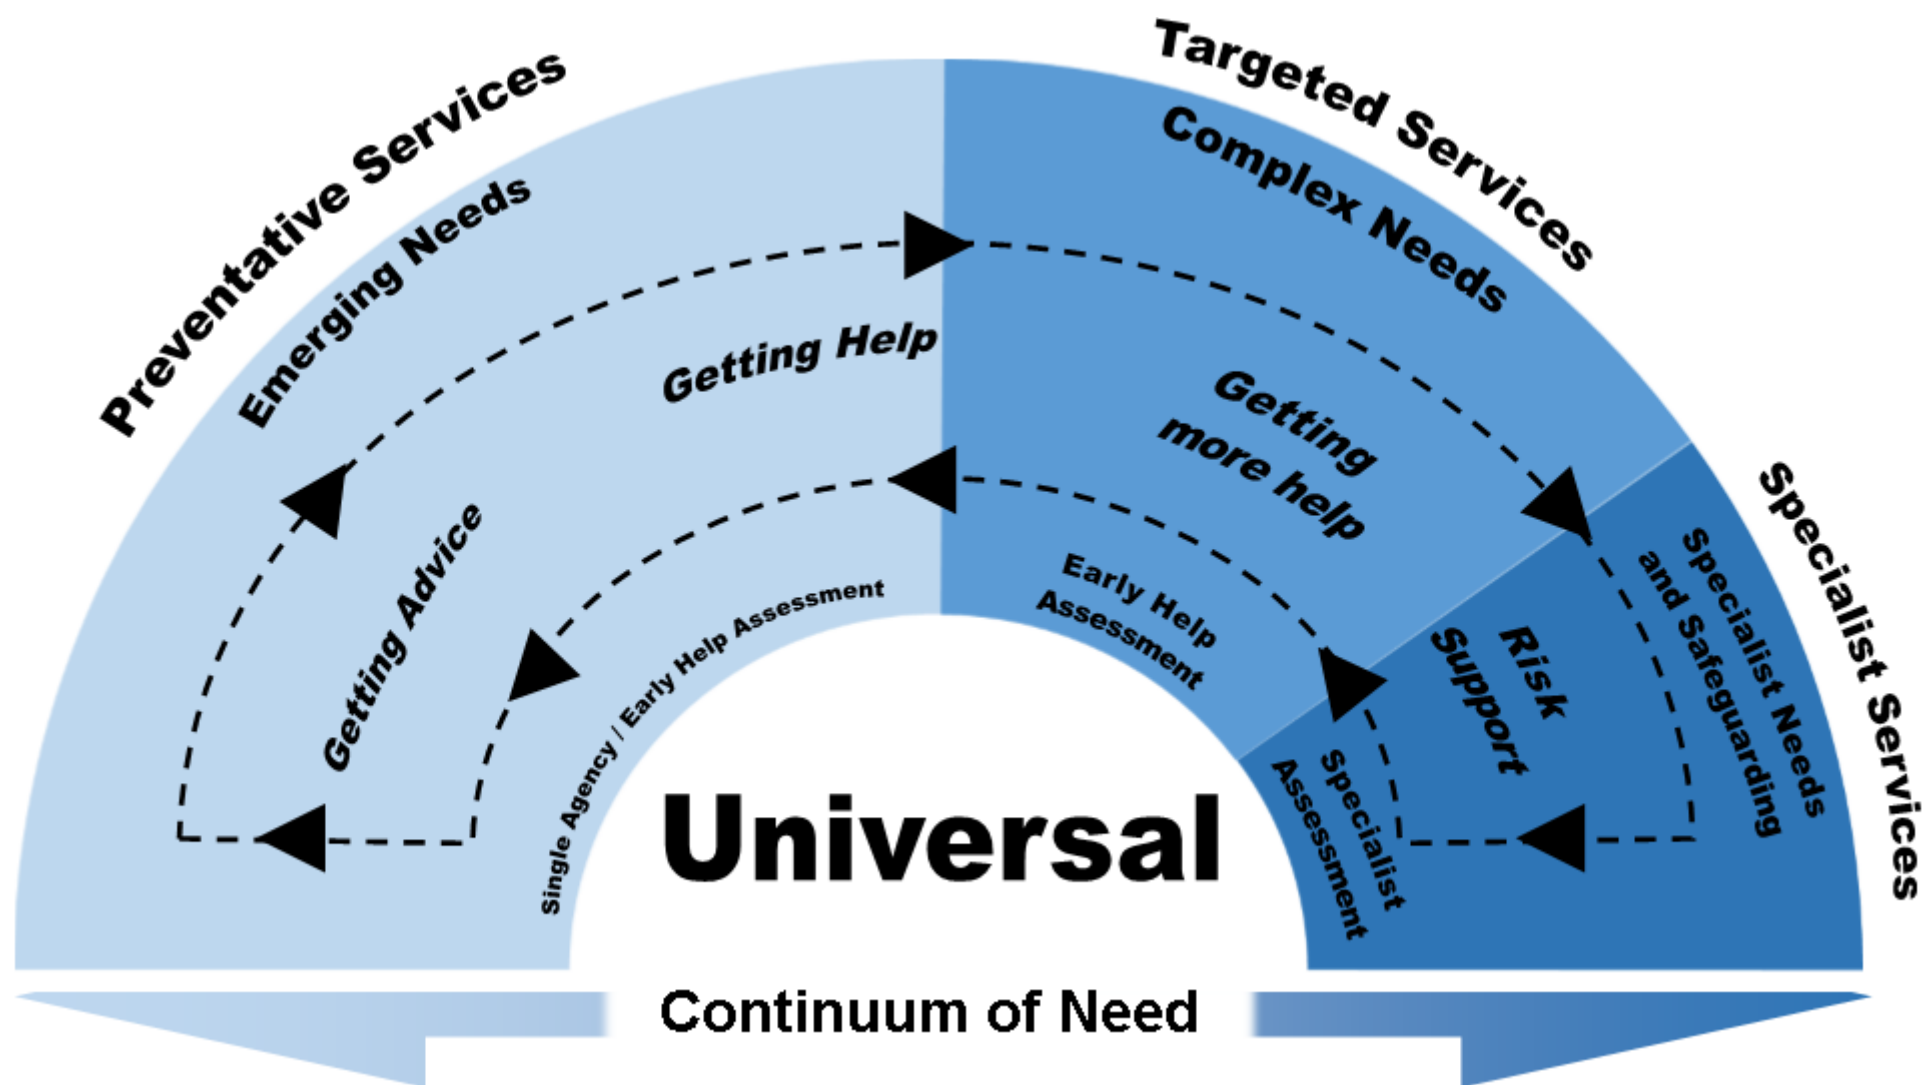 Preventative Services
Emerging Needs
Getting Advice
Getting Help
Single Agency / Early Help Assessment
Targeted Services
Complex Needs
Getting
more help
Early Help
Assessment
Specialist Services
Specialist Needs
and Safeguarding
Risk
Support
Specialist
Assessment
Universal
Continuum of Need